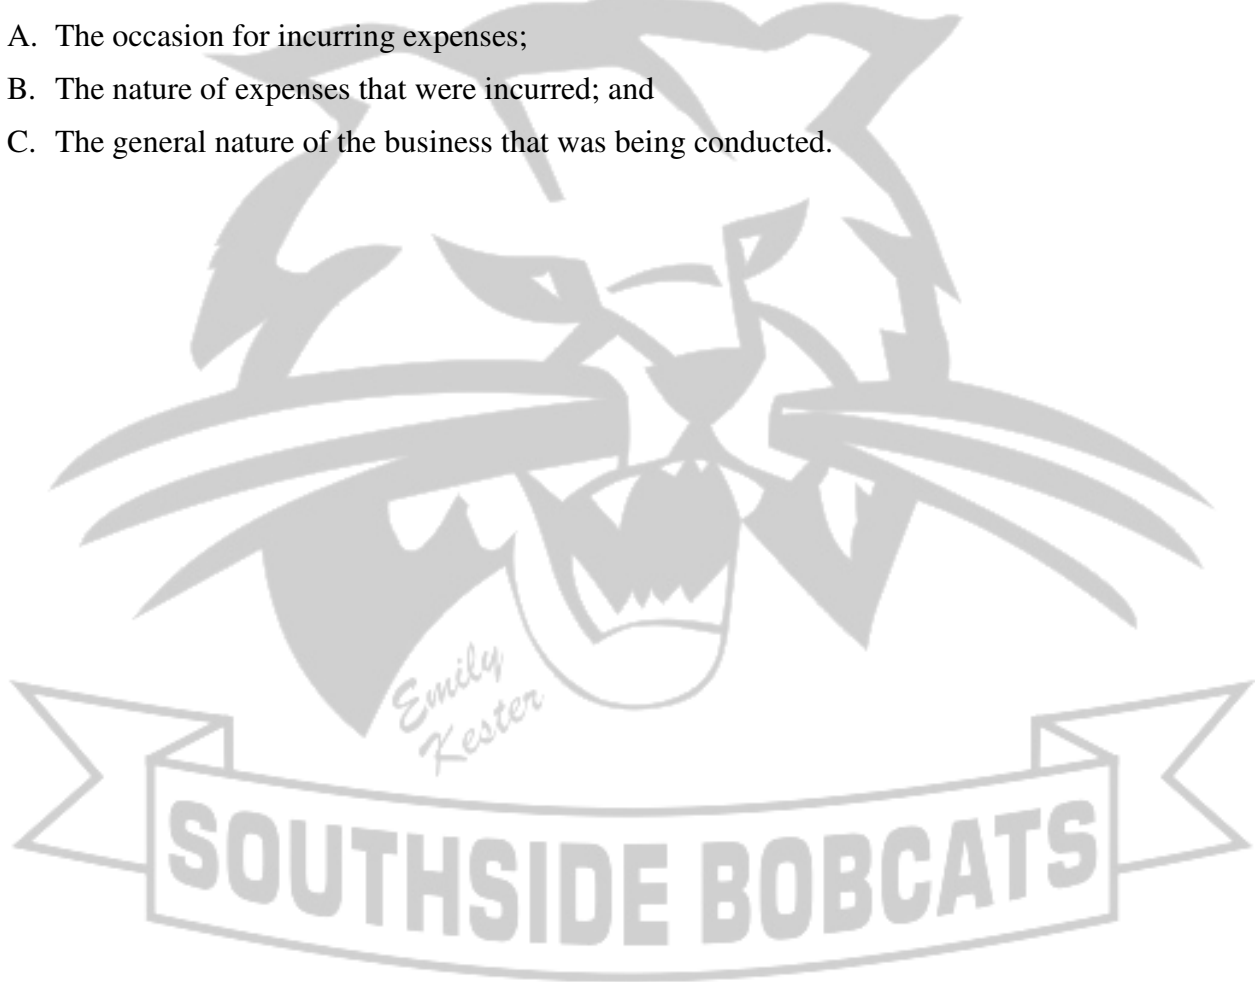 A. The occasion for incurring expenses;
B. The nature of expenses that were incurred; and
C. The general nature of the business that was being conducted.
Emily
Kester
SOUTHSIDE BOBCATS